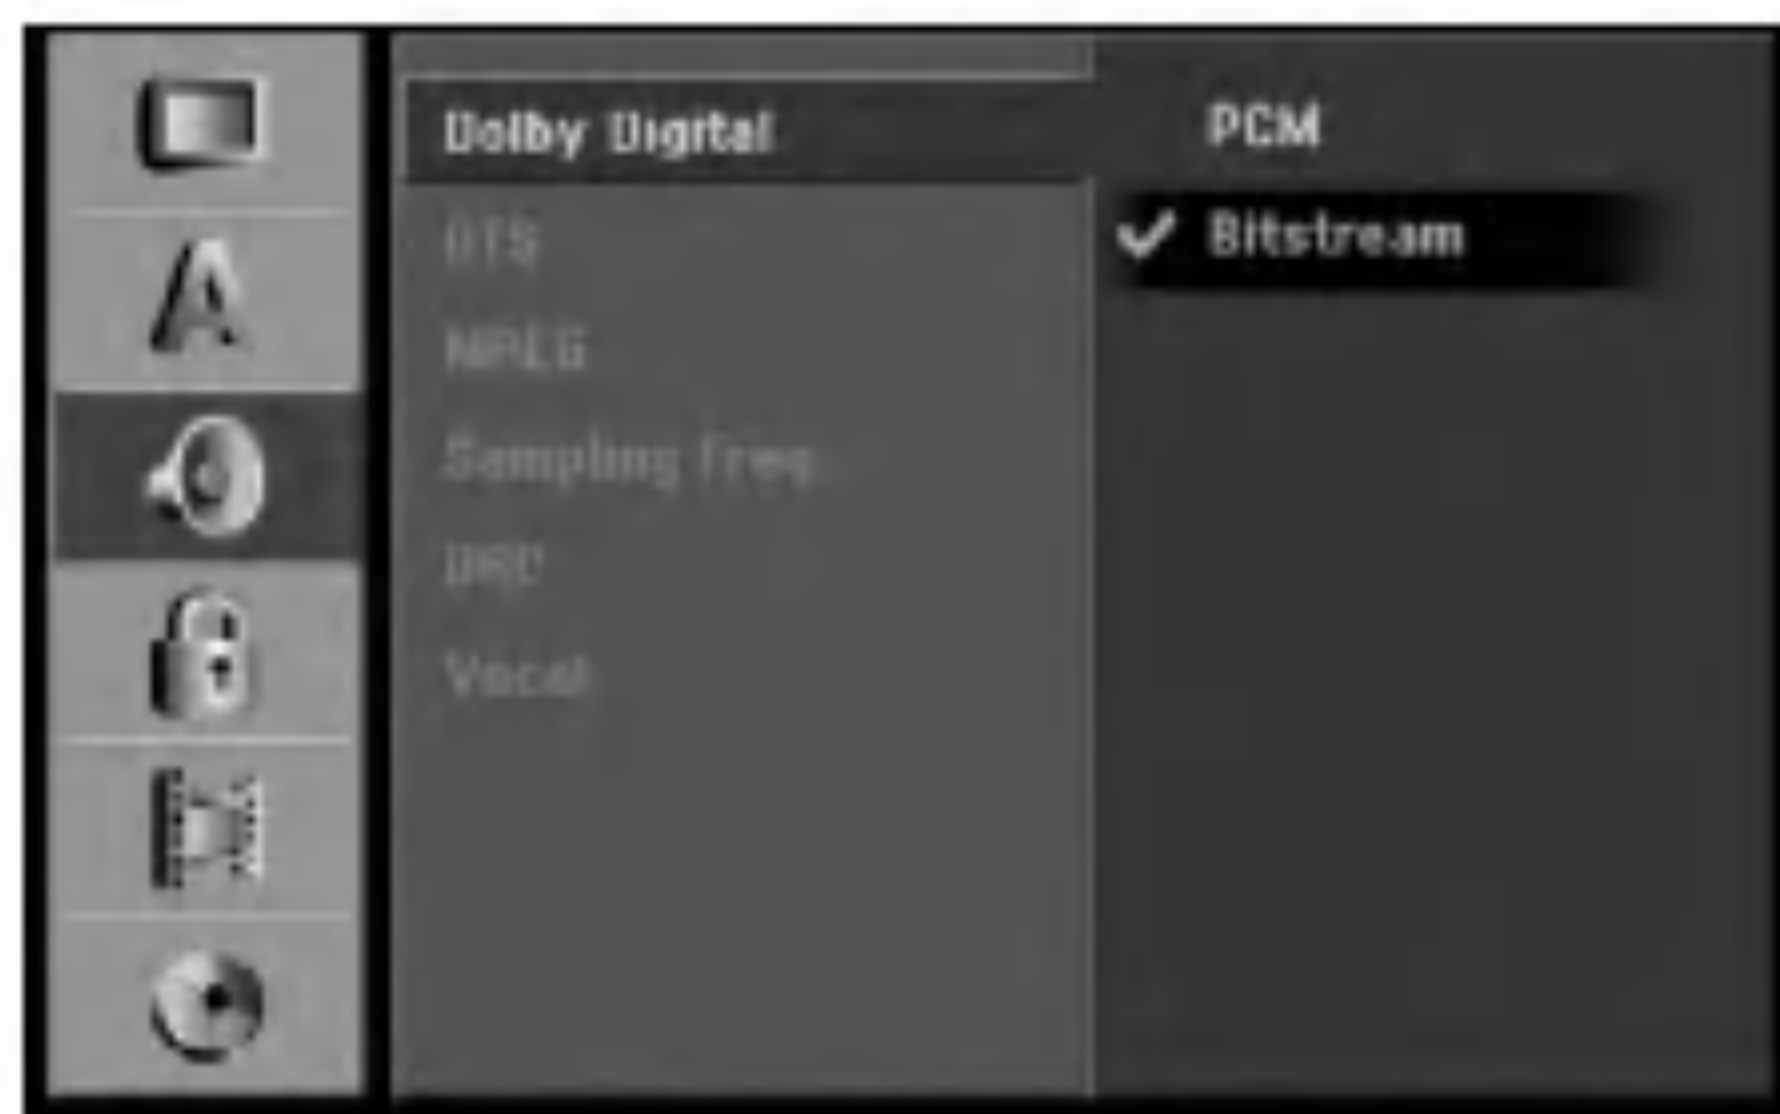 Dolby Digital
DTS
MPEG
Sampling Freq.
DRC
Vocal
PCM
Bitstream